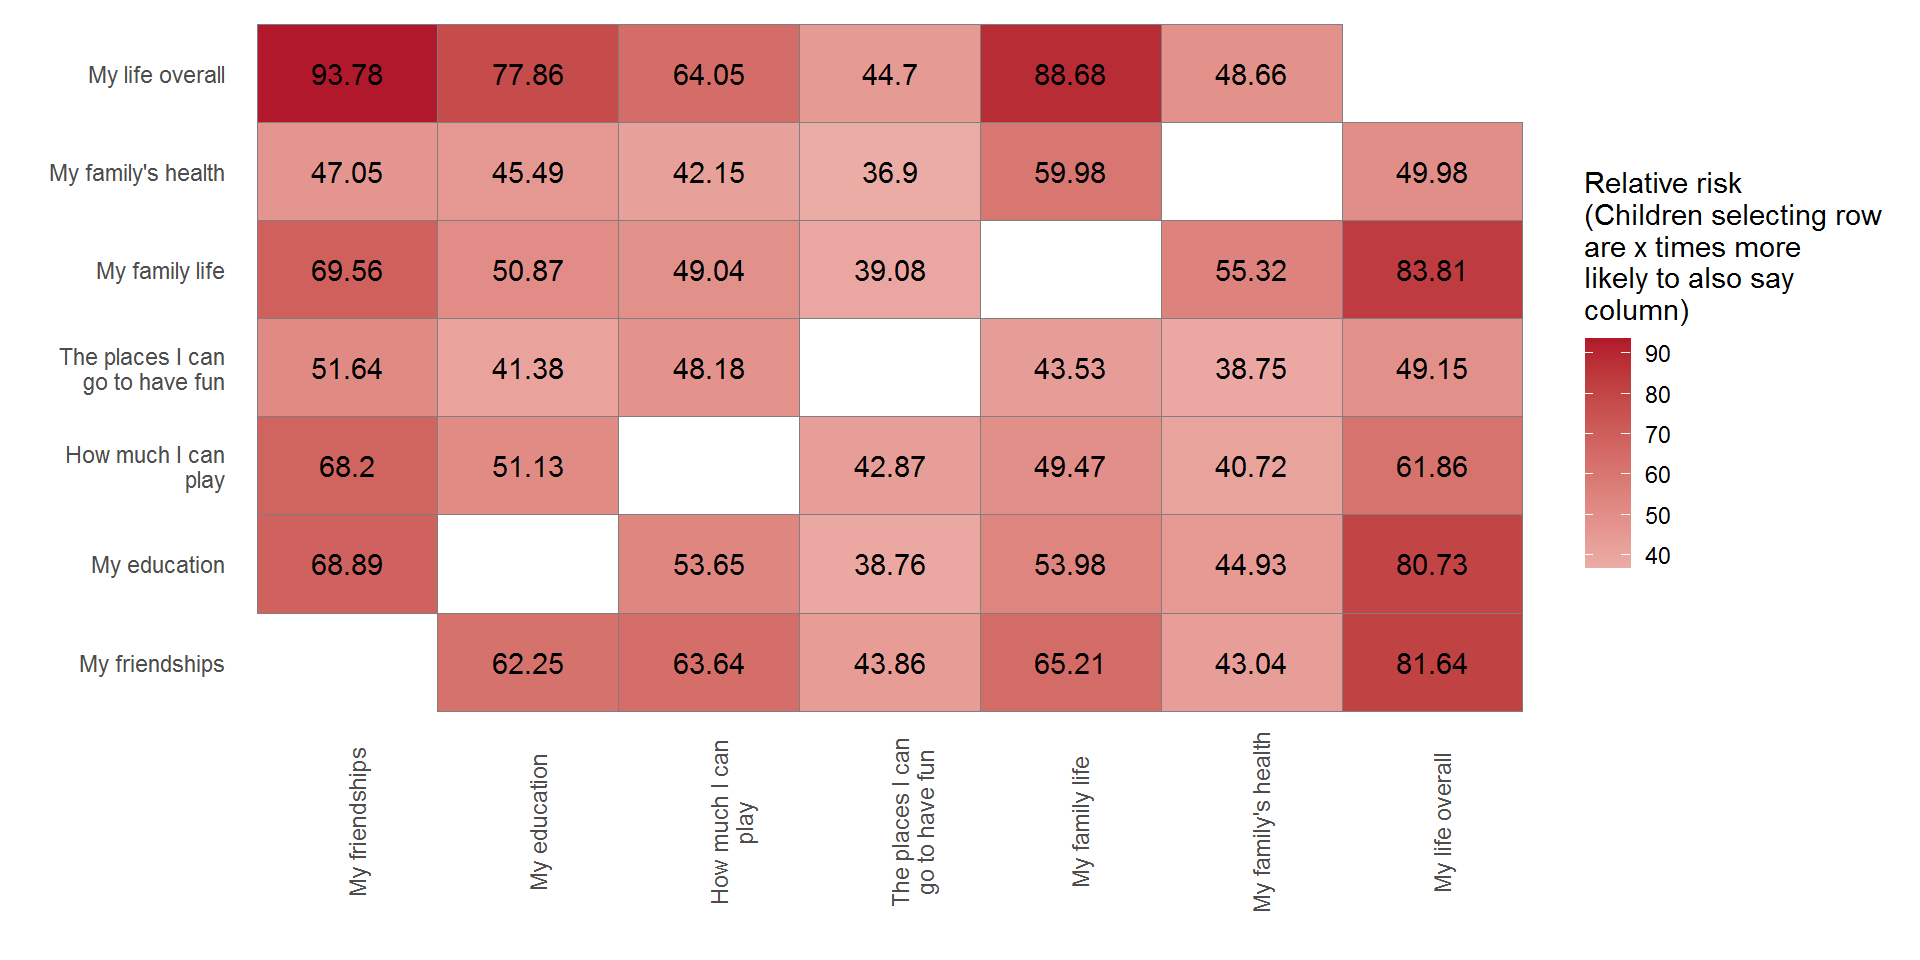 My life overall
93.78 77.86 64.05 44.7 88.68 48.66
My family's health
47.05 45.49 42.15 36.9 59.98 49.98
My family life
69.56 50.87 49.04 39.08 55.32 83.81
The places I can
go to have fun
51.64 41.38 48.18 43.53 38.75 49.15
How much I can
play
68.2 51.13 42.87 49.47 40.72 61.86
My education
68.89 53.65 38.76 53.98 44.93 80.73
My friendships
62.25 63.64 43.86 65.21 43.04 81.64
My friendships
My education
How much I can
play
The places I can
go to have fun
My family life
My family's health
My life overall
Relative risk
(Children selecting row
are x times more
likely to also say
column)
90
80
70
60
50
40